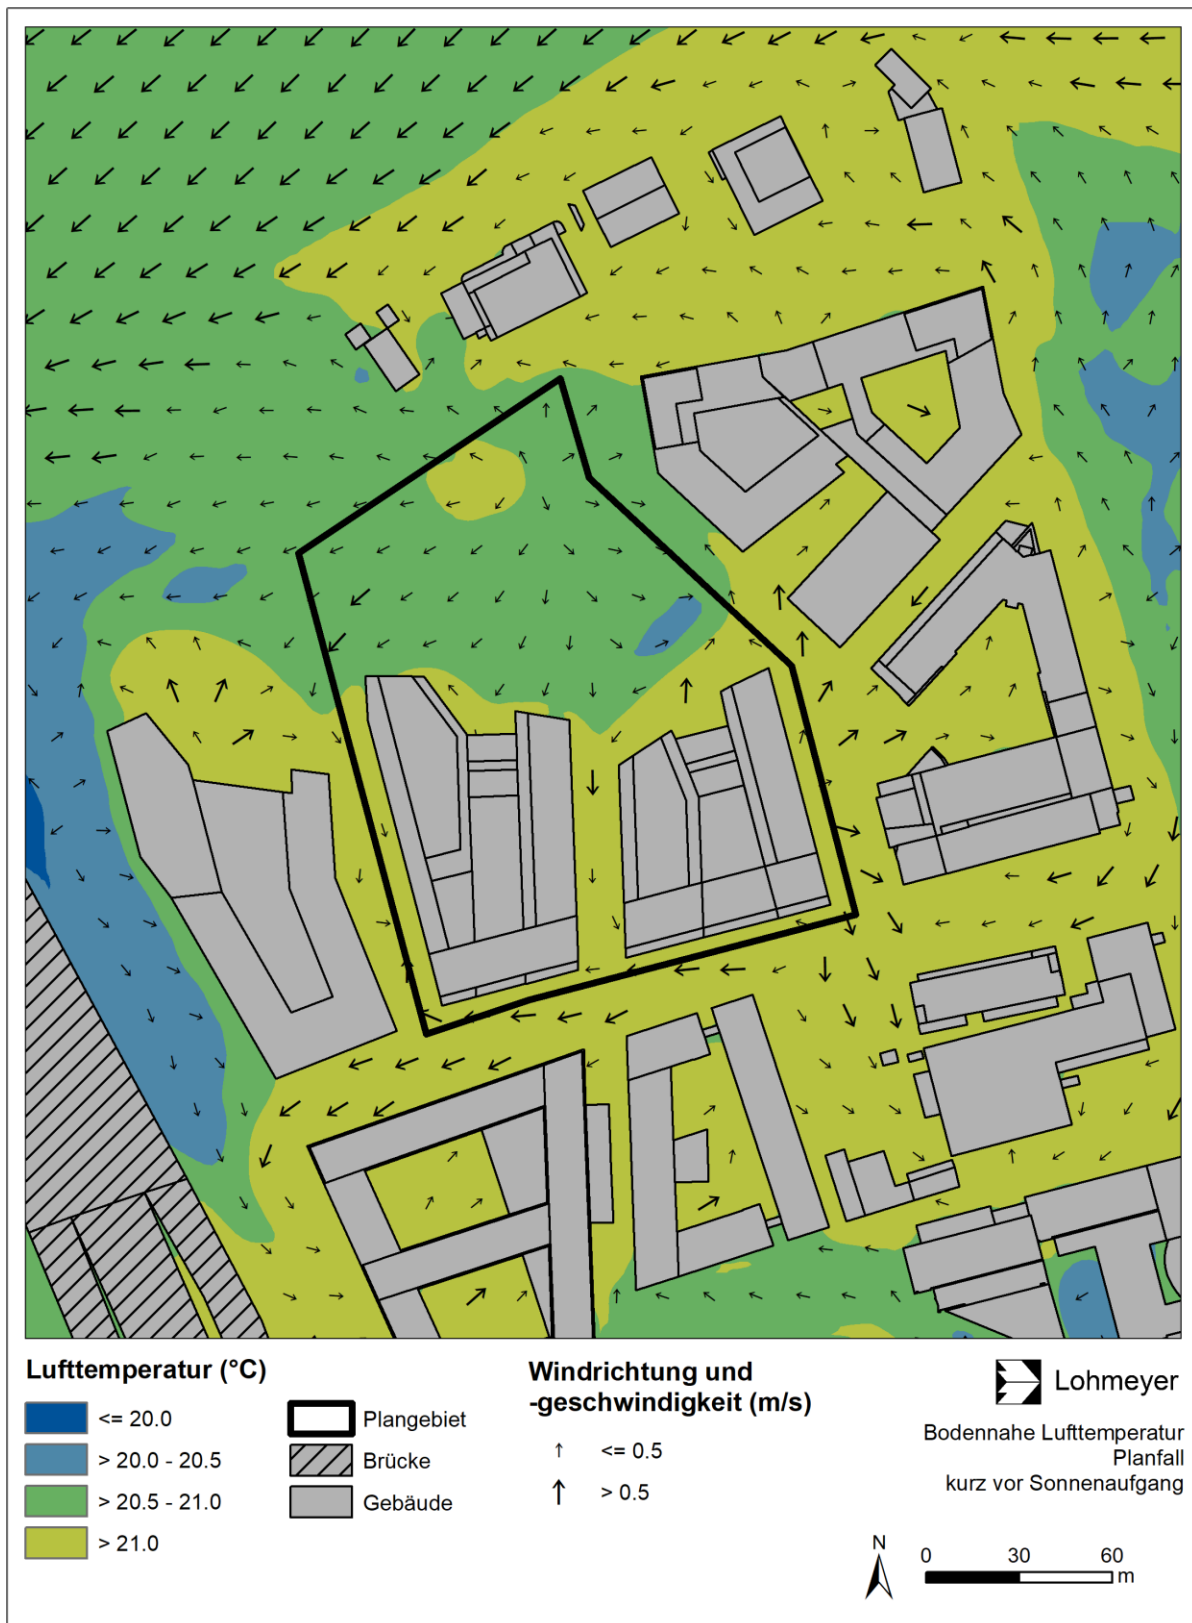 Lufttemperatur (°C)
<= 20.0
> 20.0 - 20.5
> 20.5 - 21.0
> 21.0
Plangebiet
Brücke
Gebäude
Windrichtung und
-geschwindigkeit (m/s)
<= 0.5
> 0.5
Lohmeyer
Bodennahe Lufttemperatur
Planfall
kurz vor Sonnenaufgang
N
0 30 60
m